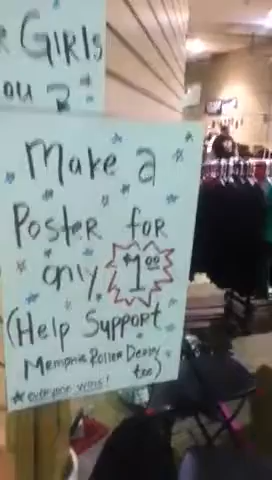 Girls
ou
Make a
Poster for
only $1.00
(Help Support
Memphis Roller Derby
too)
everyone wins!